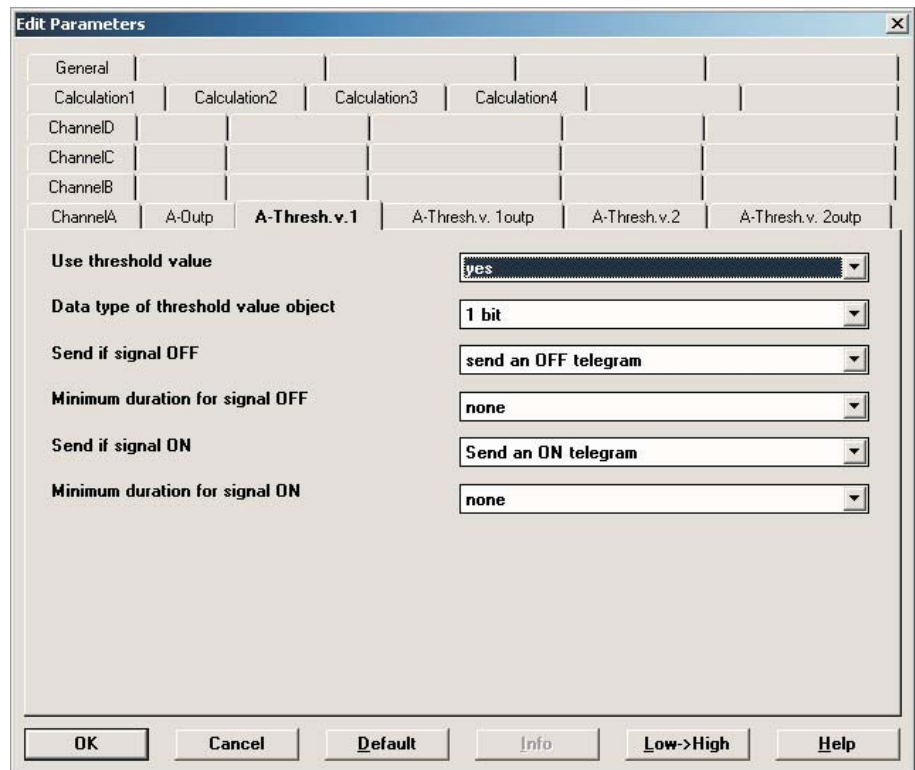 Edit Parameters
General
Calculation1 Calculation2 Calculation3 Calculation4
ChannelD
ChannelC
ChannelB
ChannelA A-Outp A-Thresh.v.1 A-Thresh.v. 1outp A-Thresh.v.2 A-Thresh.v. 2outp
Use threshold value yes
Data type of threshold value object 1 bit
Send if signal OFF send an OFF telegram
Minimum duration for signal OFF none
Send if signal ON Send an ON telegram
Minimum duration for signal ON none
OK Cancel Default Info Low->High Help